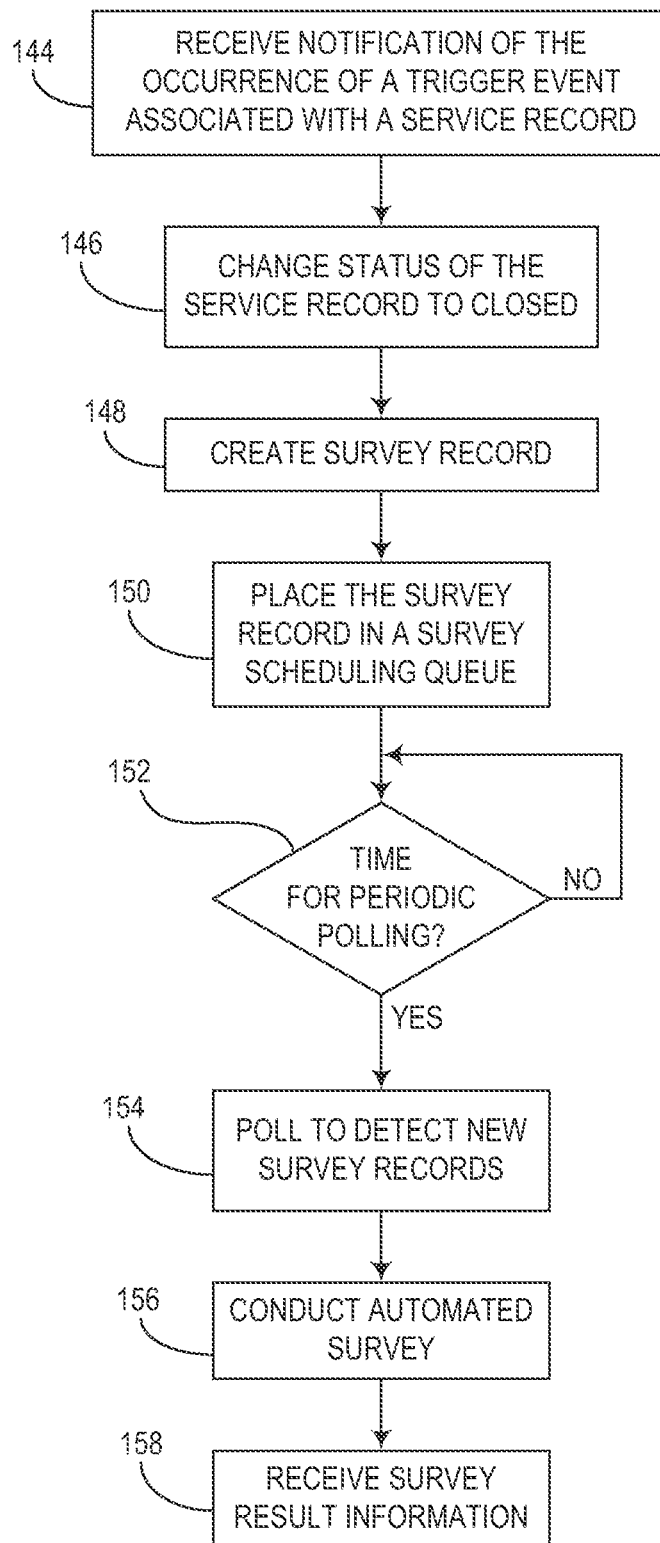 144
RECEIVE NOTIFICATION OF THE
OCCURRENCE OF A TRIGGER EVENT
ASSOCIATED WITH A SERVICE RECORD
146
CHANGE STATUS OF THE
SERVICE RECORD TO CLOSED
148
CREATE SURVEY RECORD
150
PLACE THE SURVEY
RECORD IN A SURVEY
SCHEDULING QUEUE
152
TIME
FOR PERIODIC
POLLING?
NO
YES
154
POLL TO DETECT NEW
SURVEY RECORDS
156
CONDUCT AUTOMATED
SURVEY
158
RECEIVE SURVEY
RESULT INFORMATION